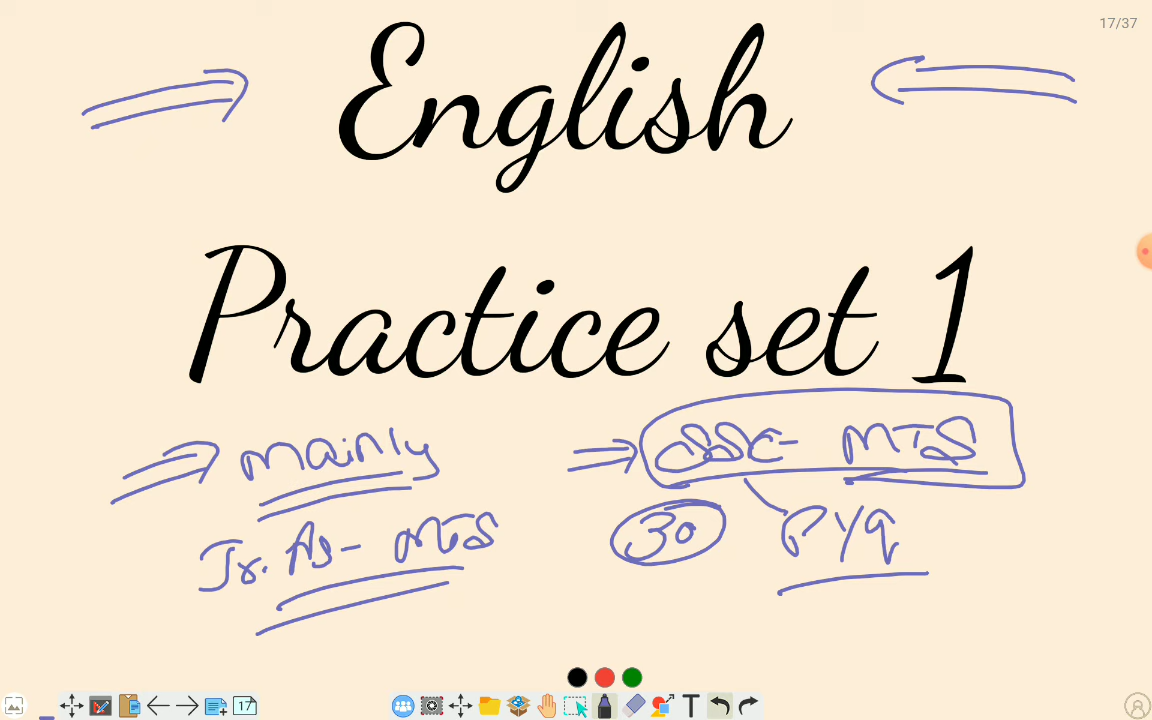 17/37
English
Practice set 1
mainly
SSC- MTS
Jr. As- MTS
30 PYQ
17
T